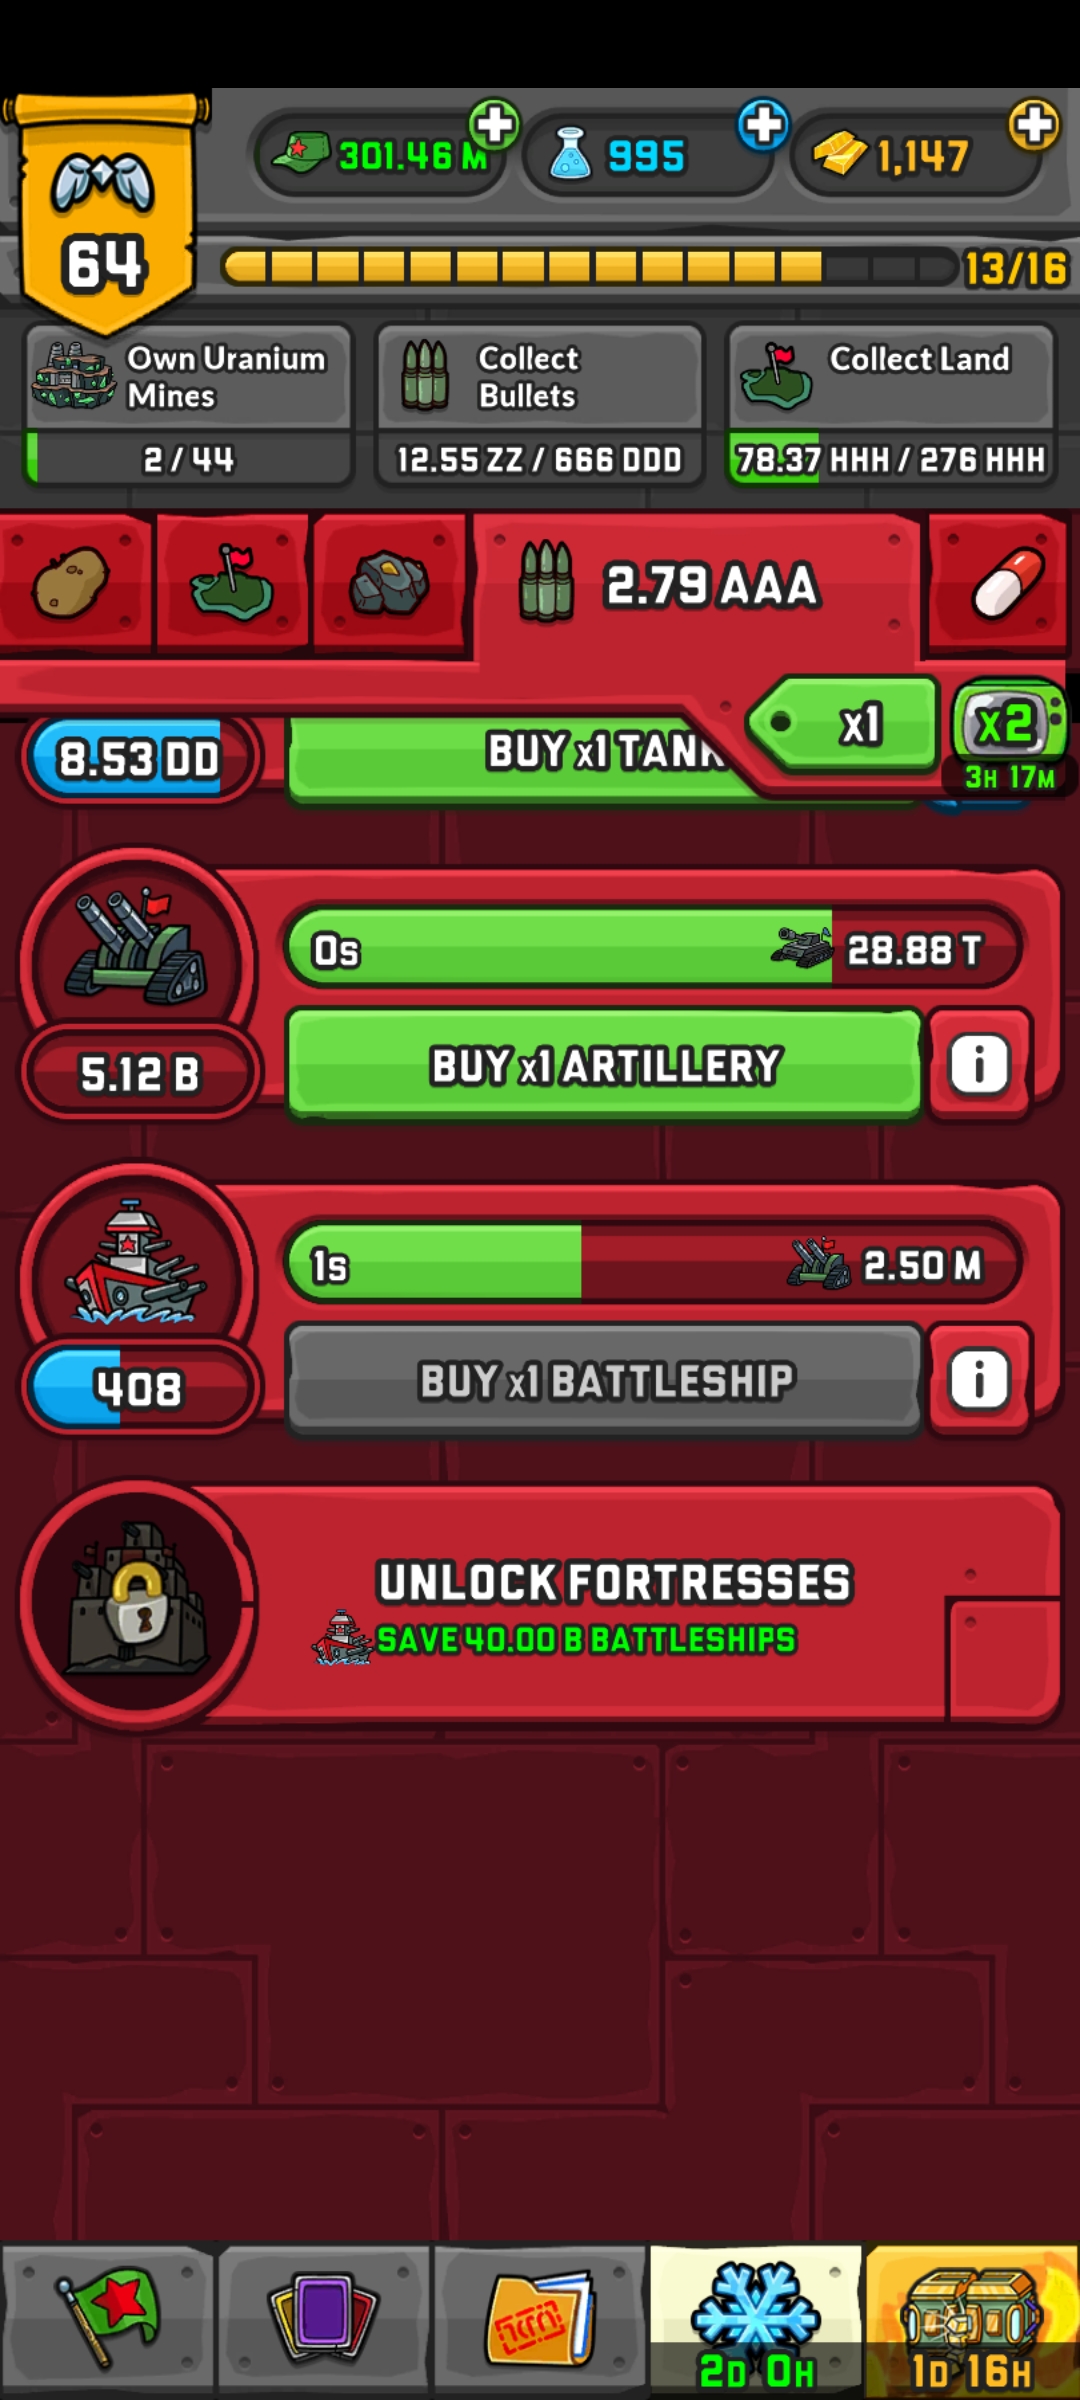 301.46 M
995
1,147
64
13/16
Own Uranium
Mines
2 / 44
Collect
Bullets
12.55 ZZ / 666 DDD
Collect Land
78.37 HHH / 276 HHH
2.79 AAA
x1
x2
3H 17M
8.53 DD
BUY x1 TANK
0s
28.88 T
5.12 B
BUY x1 ARTILLERY
i
1s
2.50 M
408
BUY x1 BATTLESHIP
i
UNLOCK FORTRESSES
SAVE 40.00 B BATTLESHIPS
2D 0H
1D 16H